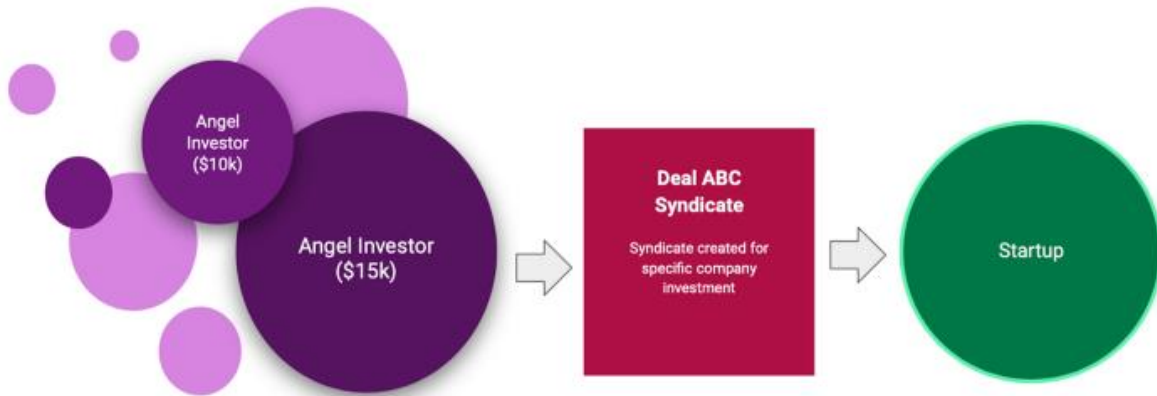 Angel
Investor
($10k)
Angel Investor
($15k)
Deal ABC
Syndicate
Syndicate created for
specific company
investment
Startup